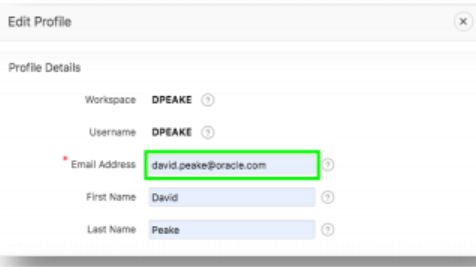 Edit Profile
Profile Details
Workspace DPEAKE ?
Username DPEAKE ?
* Email Address david.peake@oracle.com ?
First Name David ?
Last Name Peake ?